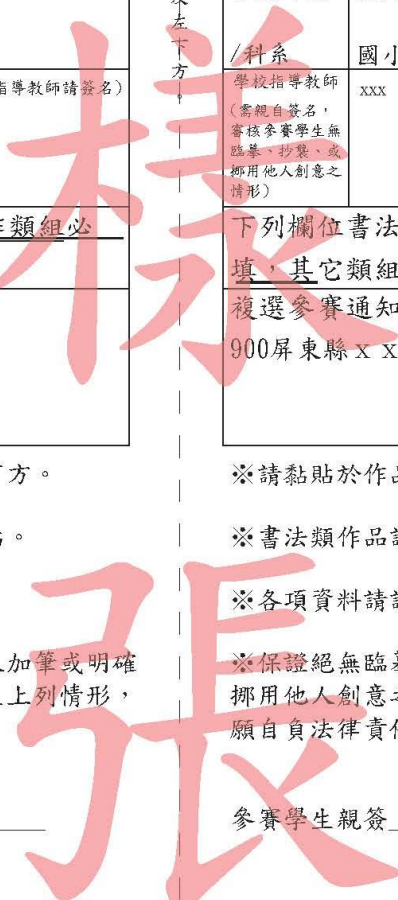 左下方。
指導教師請簽名)
類組必
方。
。
加筆或明確
上列情形，
樣張
/科系
國小
學校指導教師
(需親自簽名，
審核參賽學生無
臨摹、抄襲、或
挪用他人創意之
情形)
xxx
下列欄位書法
填，其它類組
複選參賽通知
900屏東縣ｘｘ
※請黏貼於作品
※書法類作品請
※各項資料請
※保證絕無臨摹
挪用他人創意之
願自負法律責任
參賽學生親簽